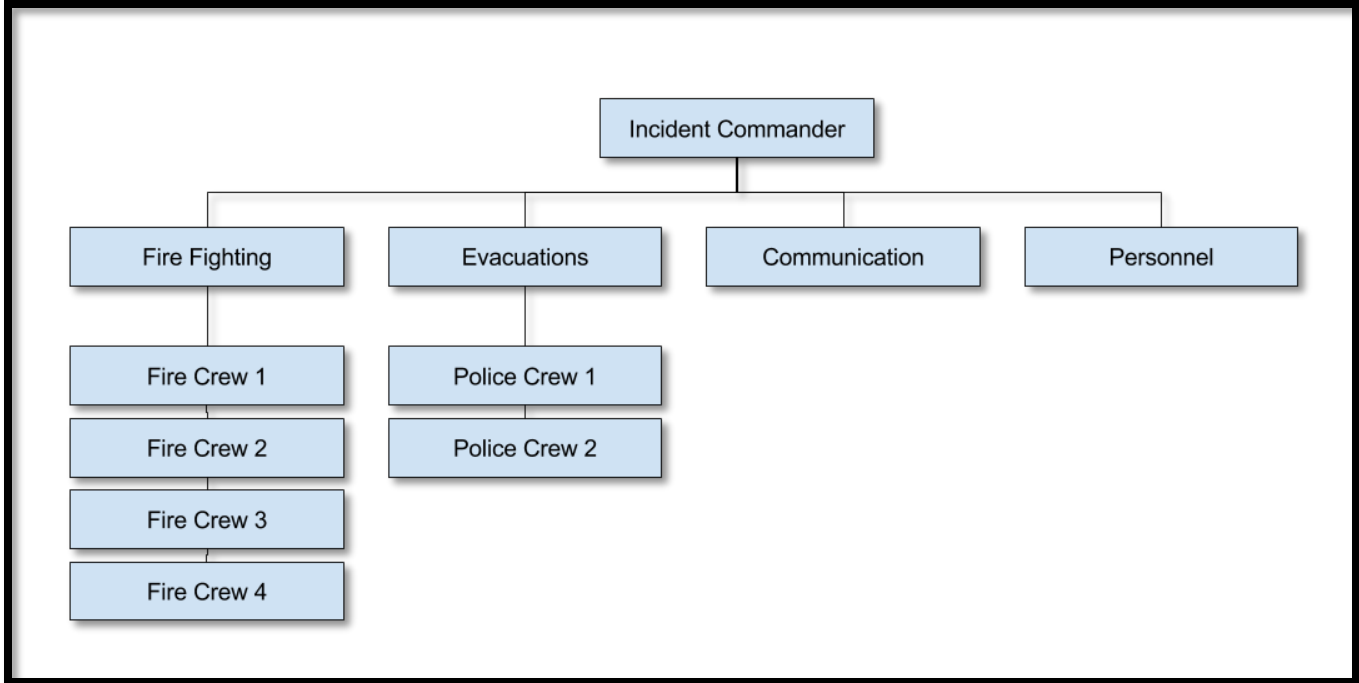 Incident Commander
Fire Fighting
Evacuations
Communication
Personnel
Fire Crew 1
Police Crew 1
Fire Crew 2
Police Crew 2
Fire Crew 3
Fire Crew 4